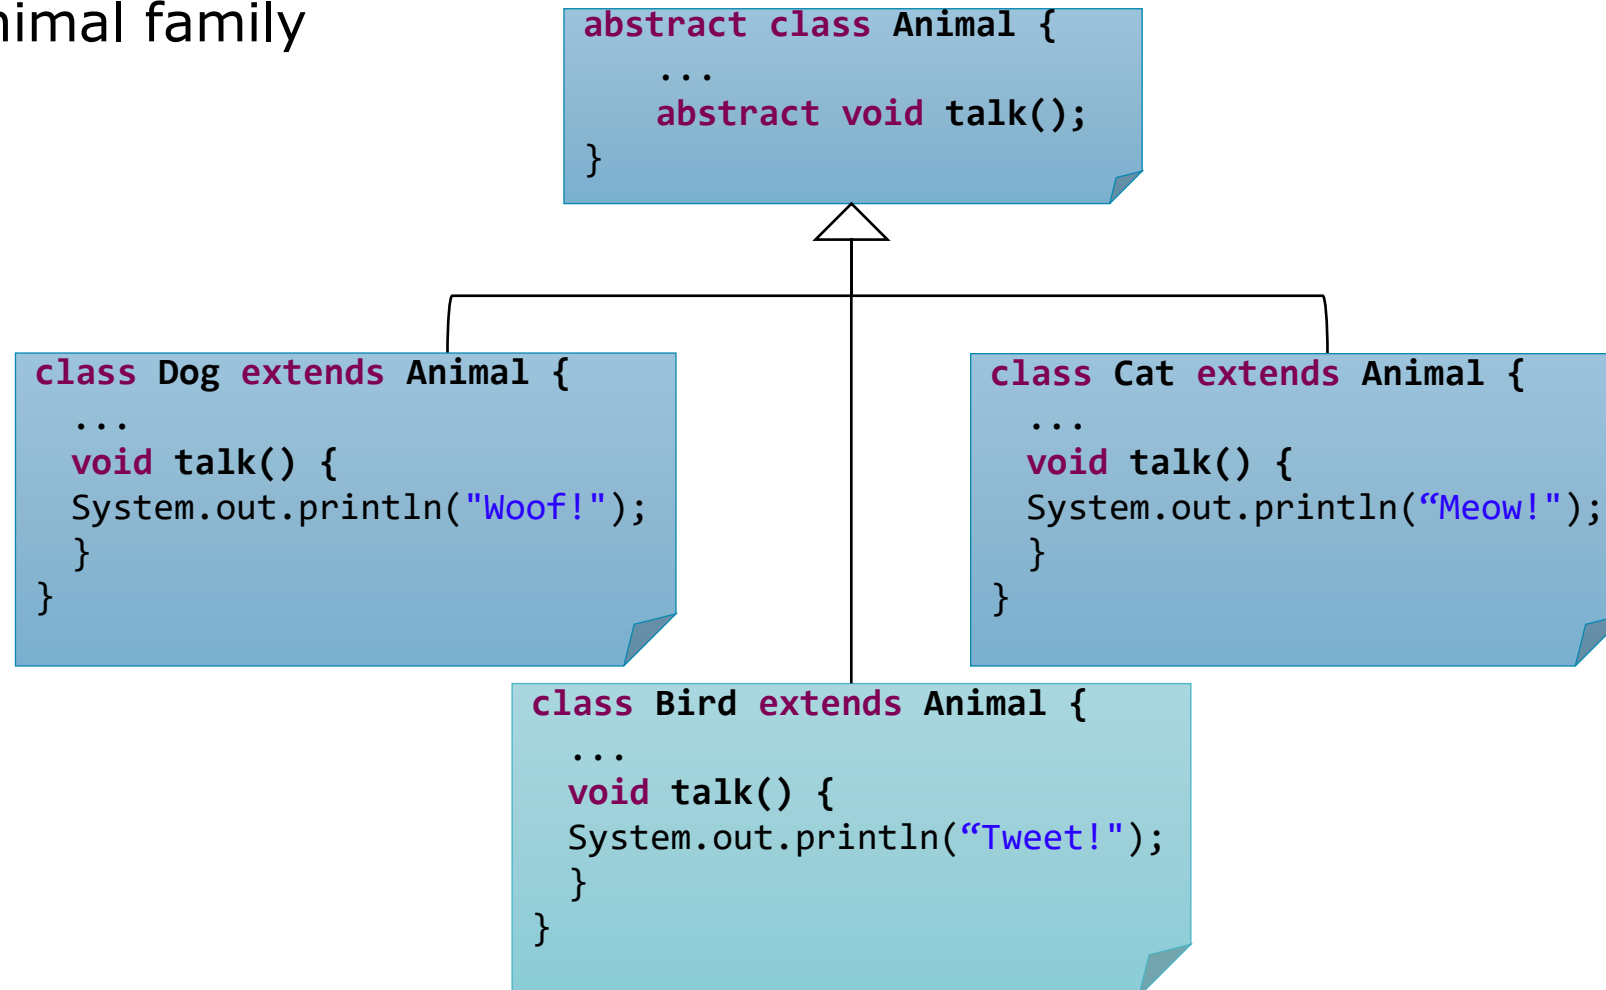 nimal family
abstract class Animal {
...
abstract void talk();
}
class Dog extends Animal {
...
void talk() {
System.out.println("Woof!");
}
}
class Cat extends Animal {
...
void talk() {
System.out.println(“Meow!");
}
}
class Bird extends Animal {
...
void talk() {
System.out.println(“Tweet!");
}
}